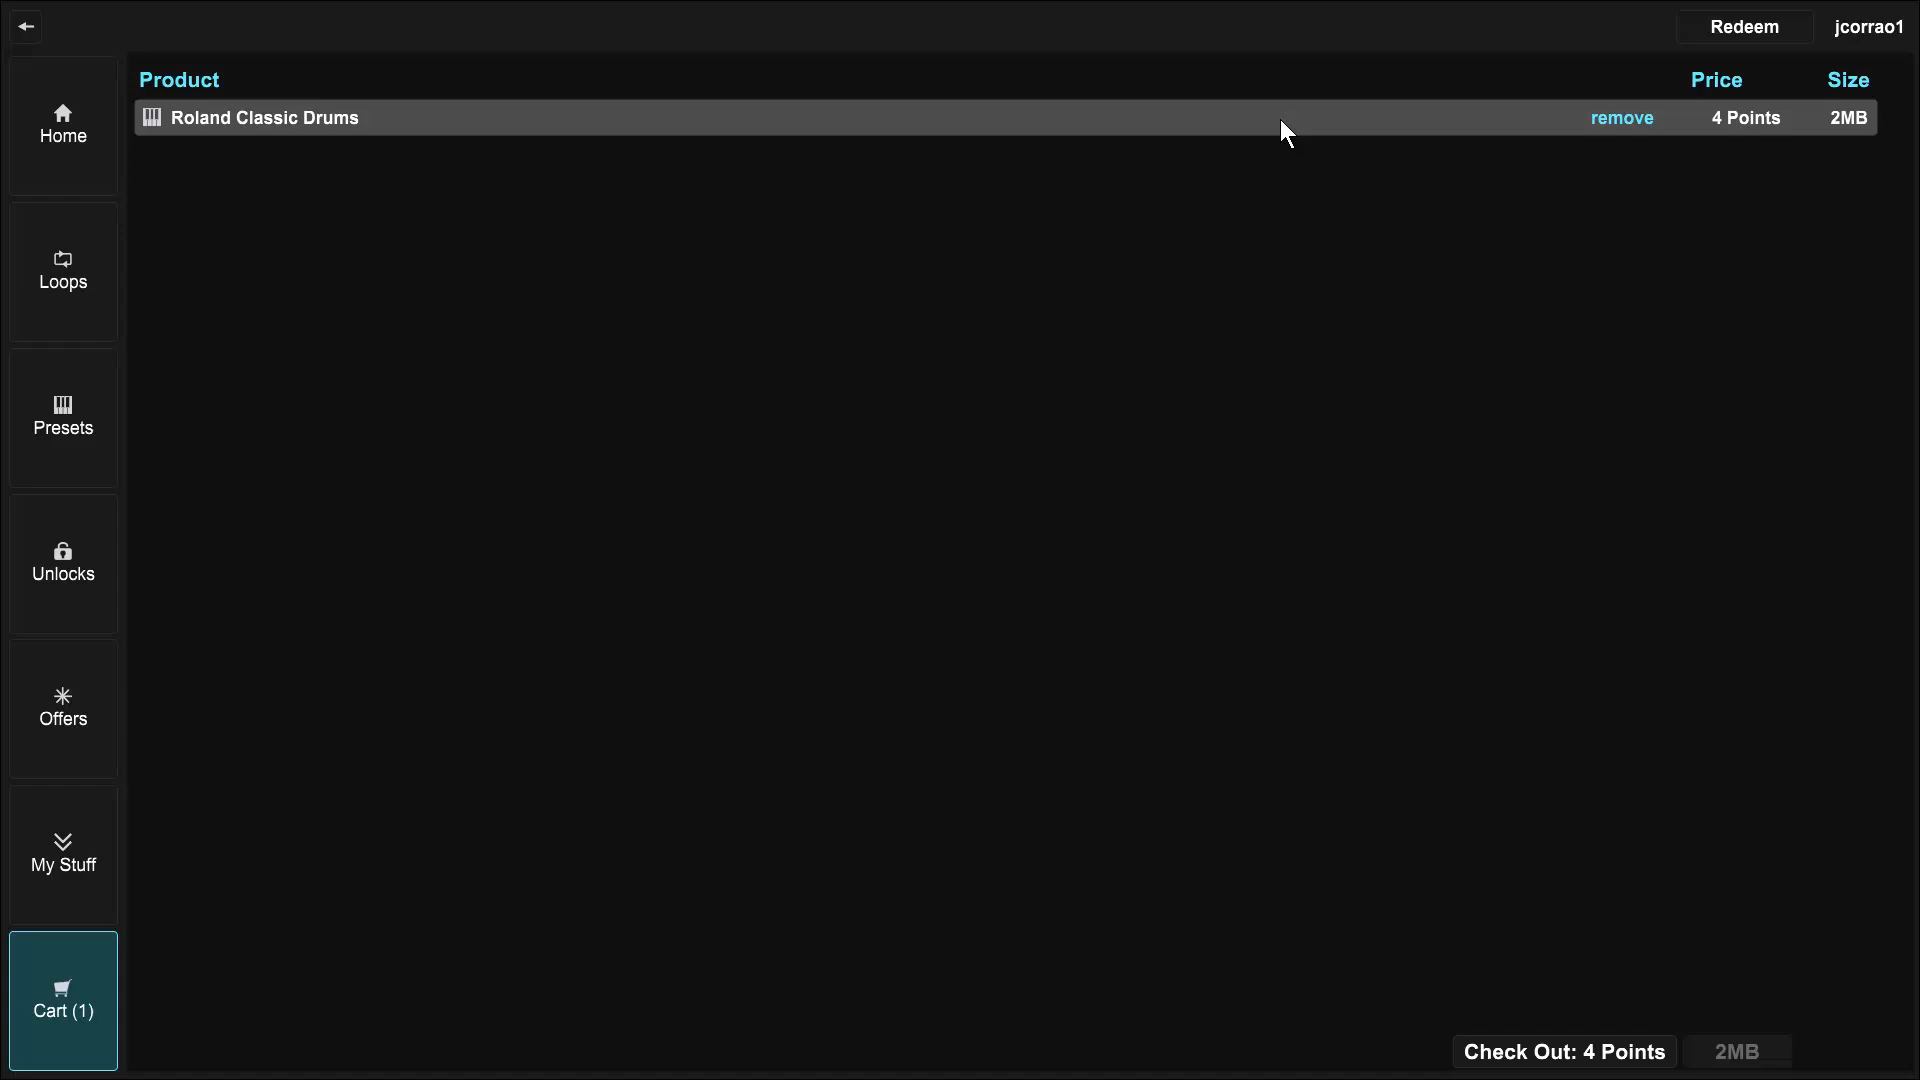 Redeem
jcorrao1
Product
Price
Size
Roland Classic Drums
remove
4 Points
2MB
Home
Loops
Presets
Unlocks
Offers
My Stuff
Cart (1)
Check Out: 4 Points
2MB